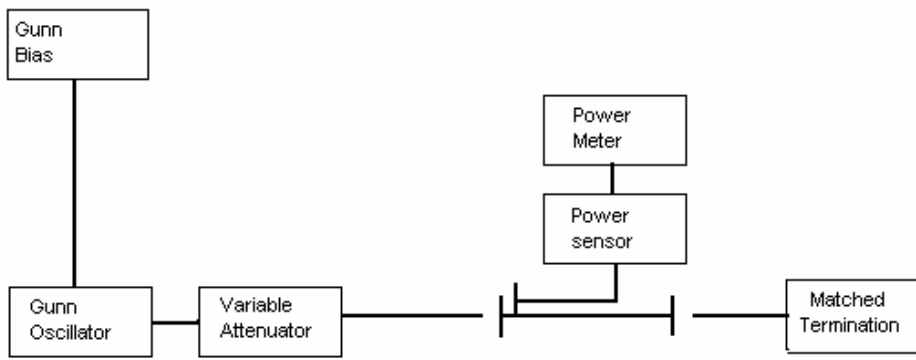 Gunn
Bias
Power
Meter
Power
sensor
Gunn
Oscillator
Variable
Attenuator
Matched
Termination